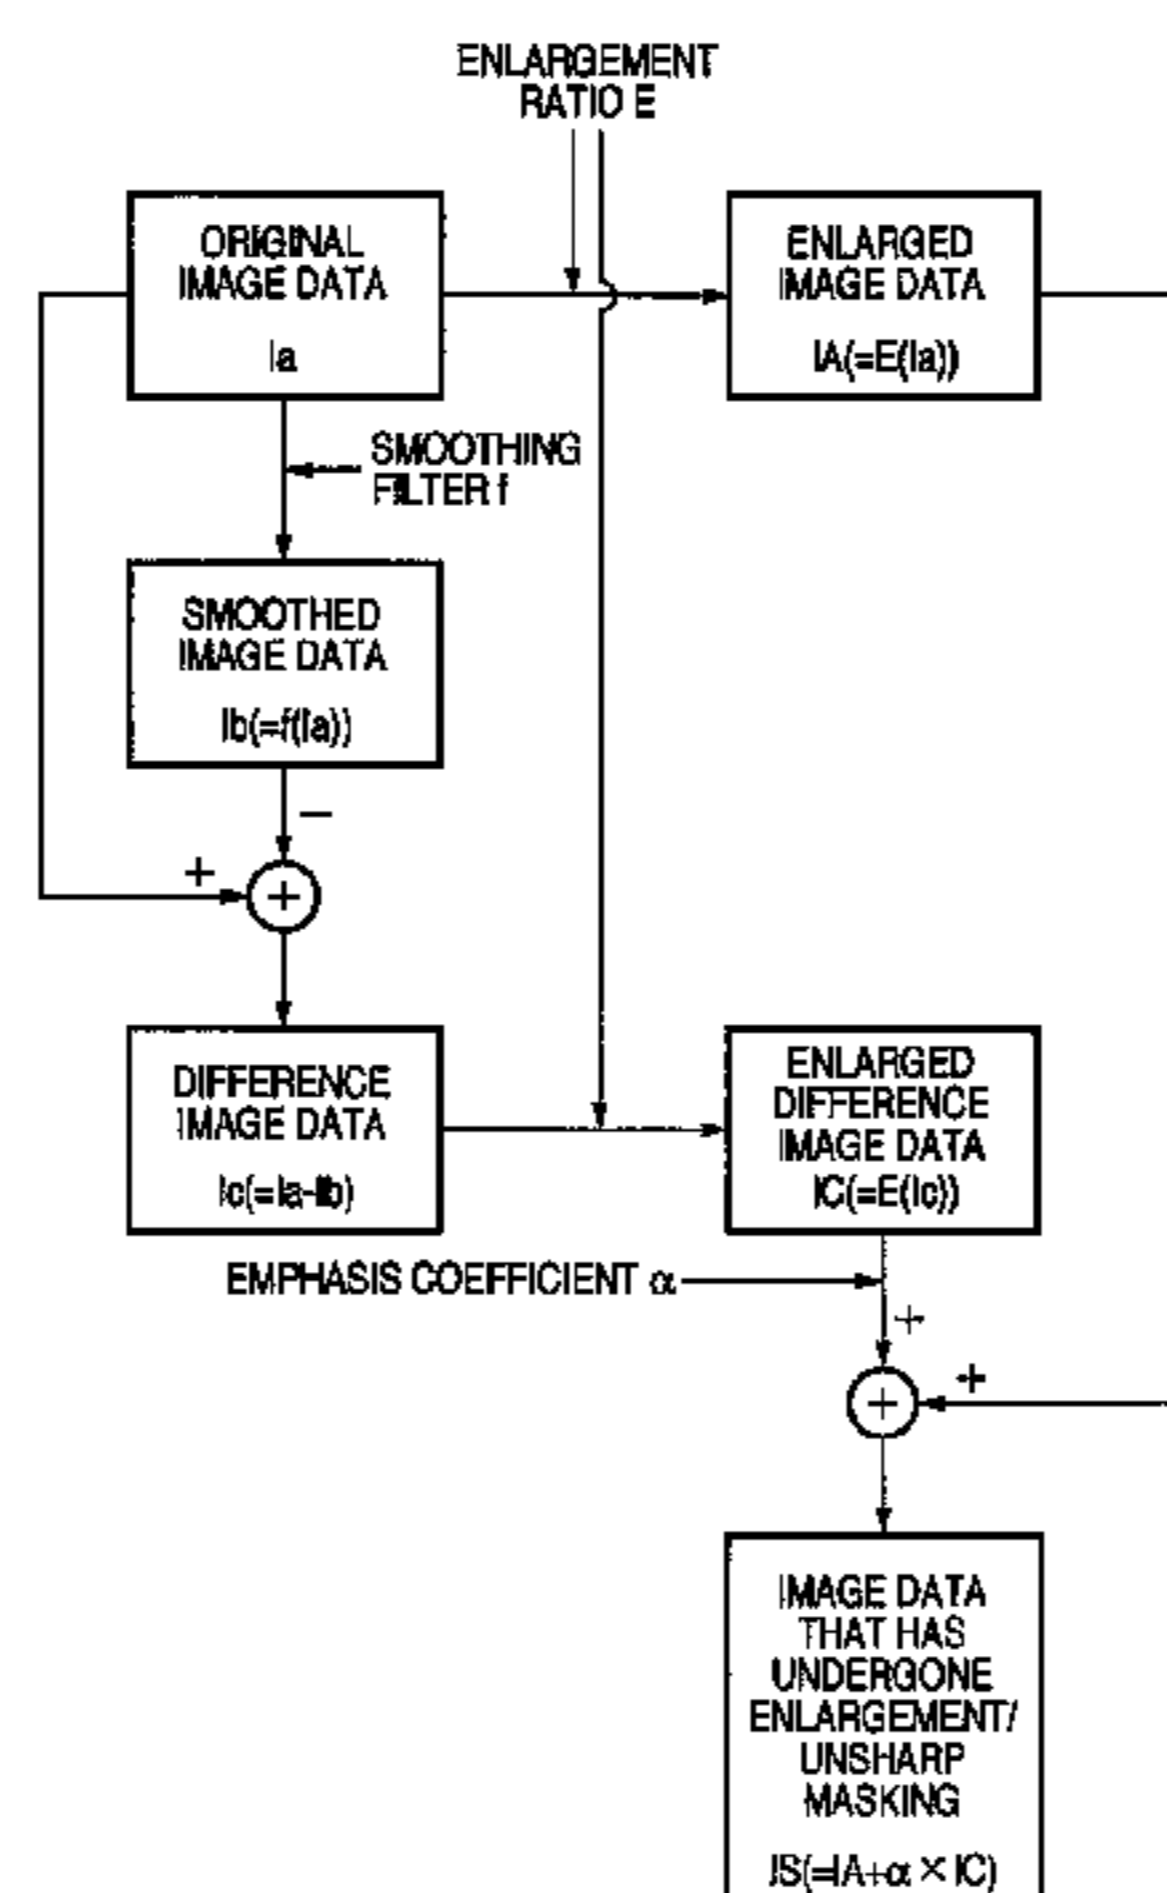 ENLARGEMENT
RATIO E
ORIGINAL
IMAGE DATA
Ia
ENLARGED
IMAGE DATA
IA(=E(Ia))
SMOOTHING
FILTER f
SMOOTHED
IMAGE DATA
Ib(=f(Ia))
−
+
+
DIFFERENCE
IMAGE DATA
Ic(=Ia-Ib)
ENLARGED
DIFFERENCE
IMAGE DATA
IC(=E(Ic))
EMPHASIS COEFFICIENT α
+
+
+
IMAGE DATA
THAT HAS
UNDERGONE
ENLARGEMENT/
UNSHARP
MASKING
IS(=IA+α×IC)